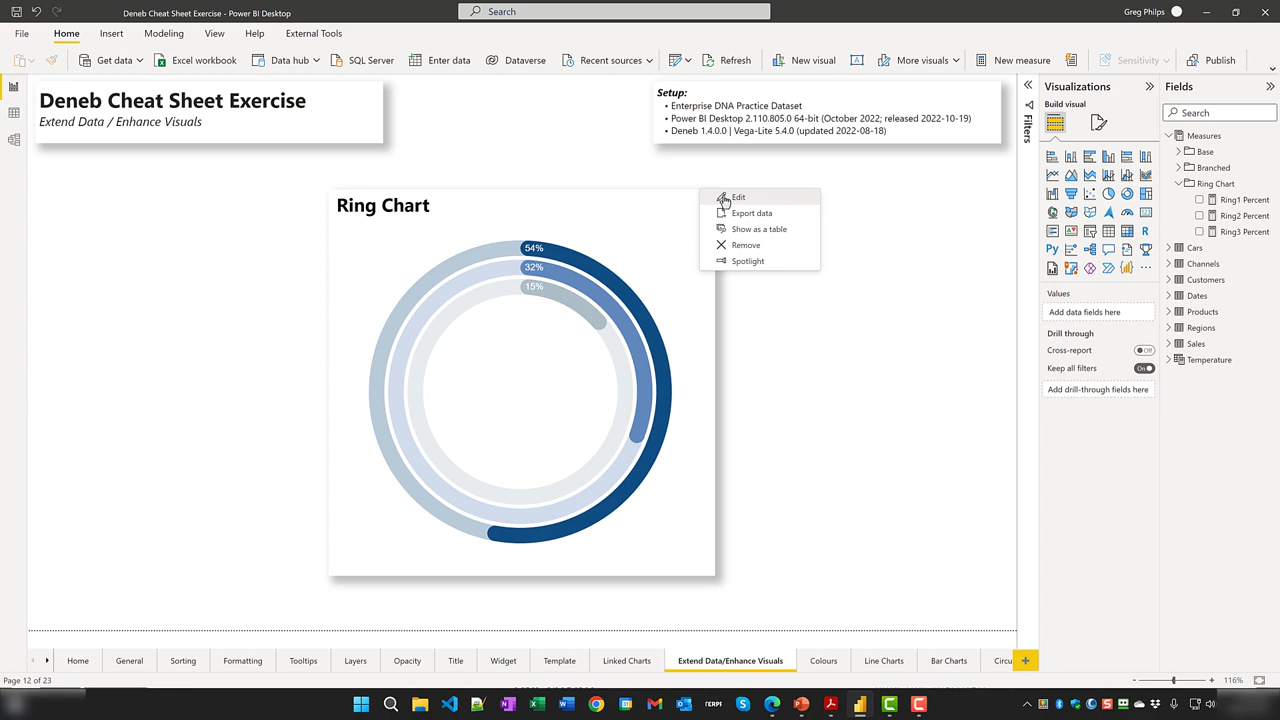 Deneb Cheat Sheet Exercise - Power BI Desktop
Search
Greg Philps
File
Home
Insert
Modeling
View
Help
External Tools
Get data
Excel workbook
Data hub
SQL Server
Enter data
Dataverse
Recent sources
Refresh
New visual
More visuals
New measure
Sensitivity
Publish
Deneb Cheat Sheet Exercise
Extend Data / Enhance Visuals
Setup:
• Enterprise DNA Practice Dataset
• Power BI Desktop 2.110.805.0 64-bit (October 2022; released 2022-10-19)
• Deneb 1.4.0.0 | Vega-Lite 5.4.0 (updated 2022-08-18)
Ring Chart
54%
32%
15%
Edit
Export data
Show as a table
Remove
Spotlight
Filters
Visualizations
Build visual
R
Py
Values
Add data fields here
Drill through
Cross-report
Off
Keep all filters
On
Add drill-through fields here
Fields
Search
Measures
Base
Branched
Ring Chart
Ring1 Percent
Ring2 Percent
Ring3 Percent
Cars
Channels
Customers
Dates
Products
Regions
Sales
Temperature
Home
General
Sorting
Formatting
Tooltips
Layers
Opacity
Title
Widget
Template
Linked Charts
Extend Data/Enhance Visuals
Colours
Line Charts
Bar Charts
Circu
Page 12 of 23
116%